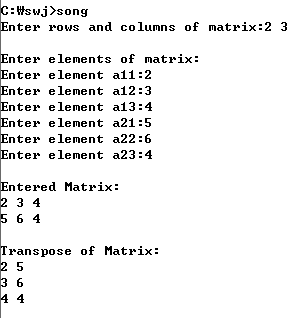 C:₩swj>song
Enter rows and columns of matrix:2 3
Enter elements of matrix:
Enter element a11:2
Enter element a12:3
Enter element a13:4
Enter element a21:5
Enter element a22:6
Enter element a23:4
Entered Matrix:
2 3 4
5 6 4
Transpose of Matrix:
2 5
3 6
4 4